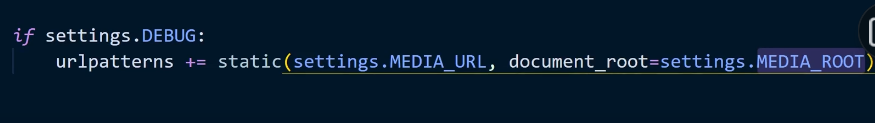 if settings.DEBUG:
    urlpatterns += static(settings.MEDIA_URL, document_root=settings.MEDIA_ROOT)